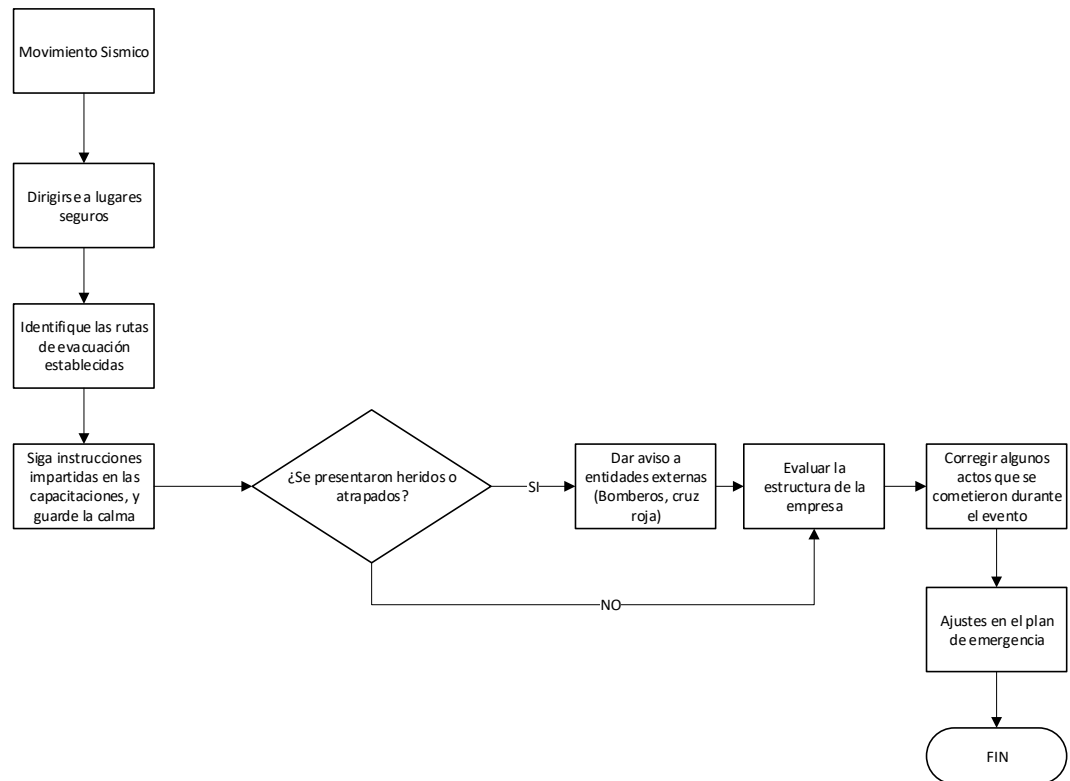 Movimiento Sismico
Dirigirse a lugares
seguros
Identifique las rutas
de evacuación
establecidas
Siga instrucciones
impartidas en las
capacitaciones, y
guarde la calma
¿Se presentaron heridos o
atrapados?
SI
Dar aviso a
entidades externas
(Bomberos, cruz
roja)
Evaluar la
estructura de la
empresa
Corregir algunos
actos que se
cometieron durante
el evento
NO
Ajustes en el plan
de emergencia
FIN